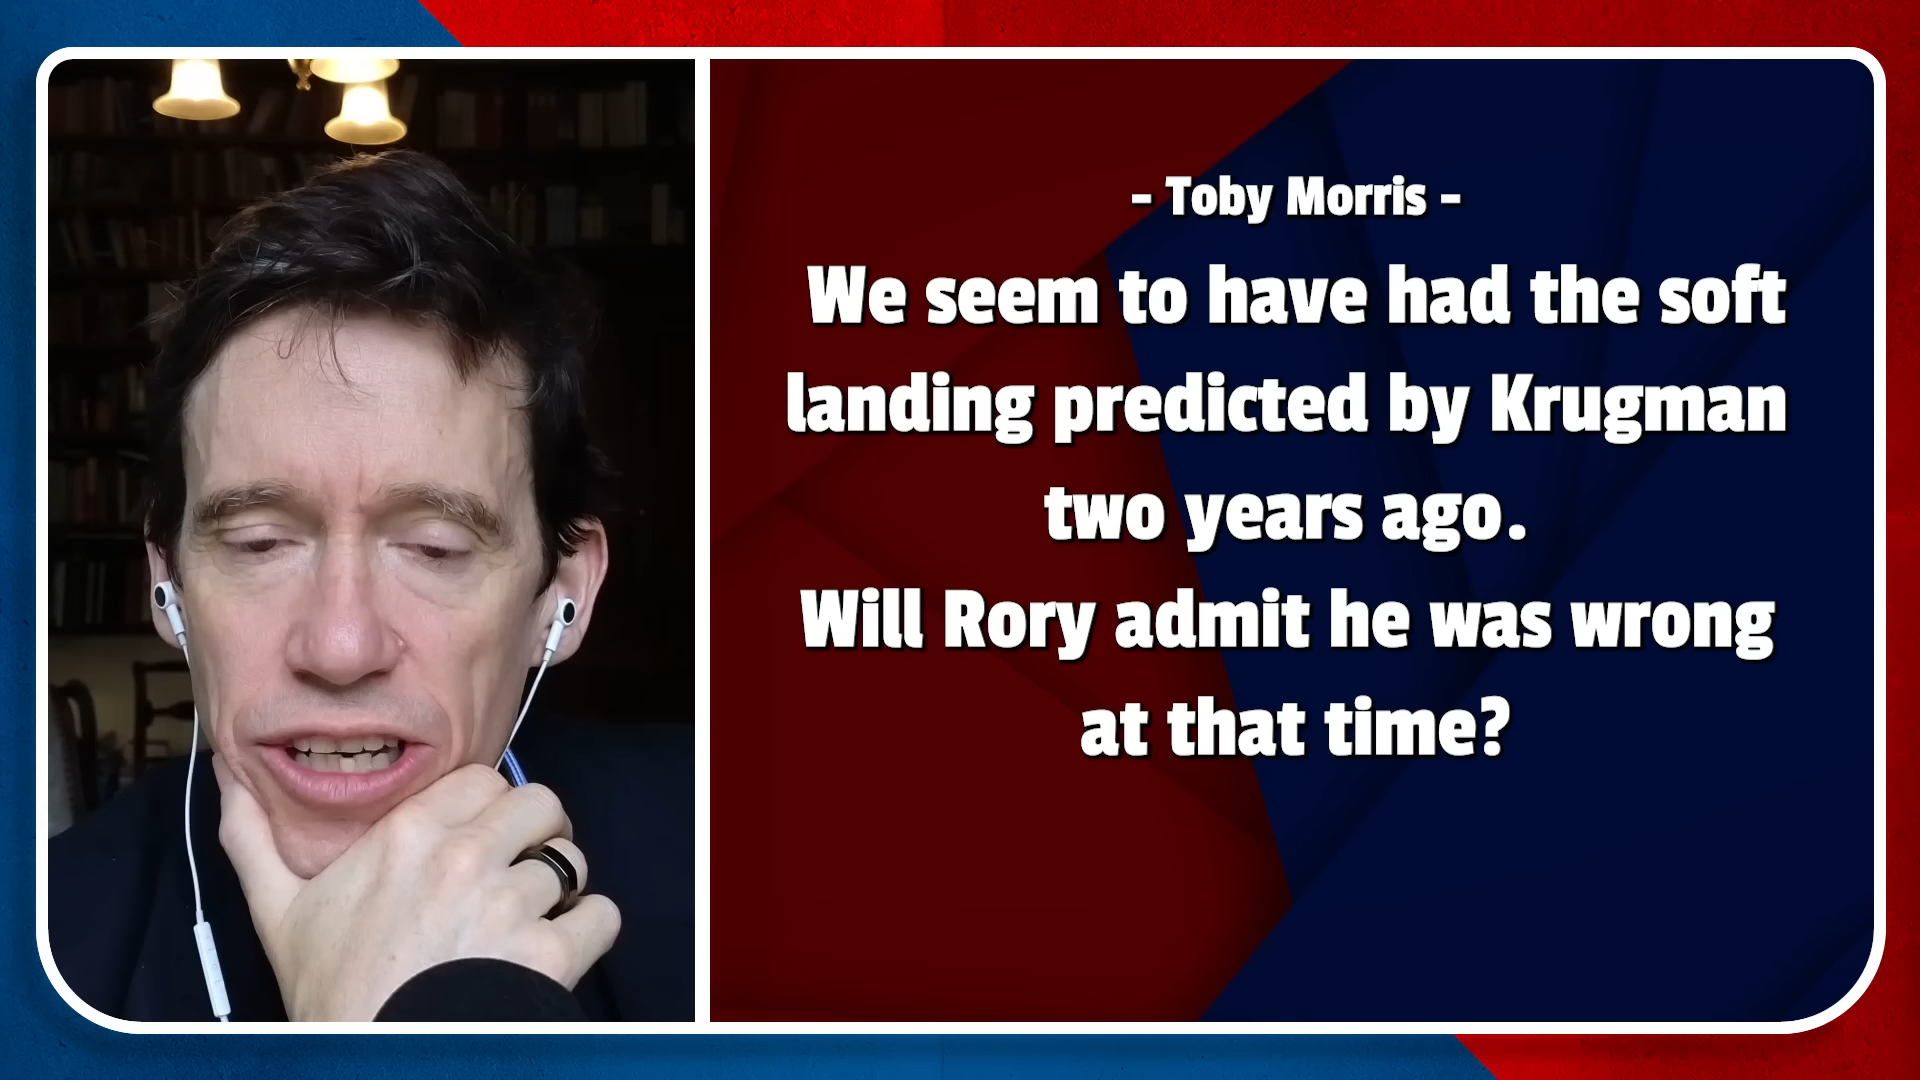 - Toby Morris -
We seem to have had the soft
landing predicted by Krugman
two years ago.
Will Rory admit he was wrong
at that time?